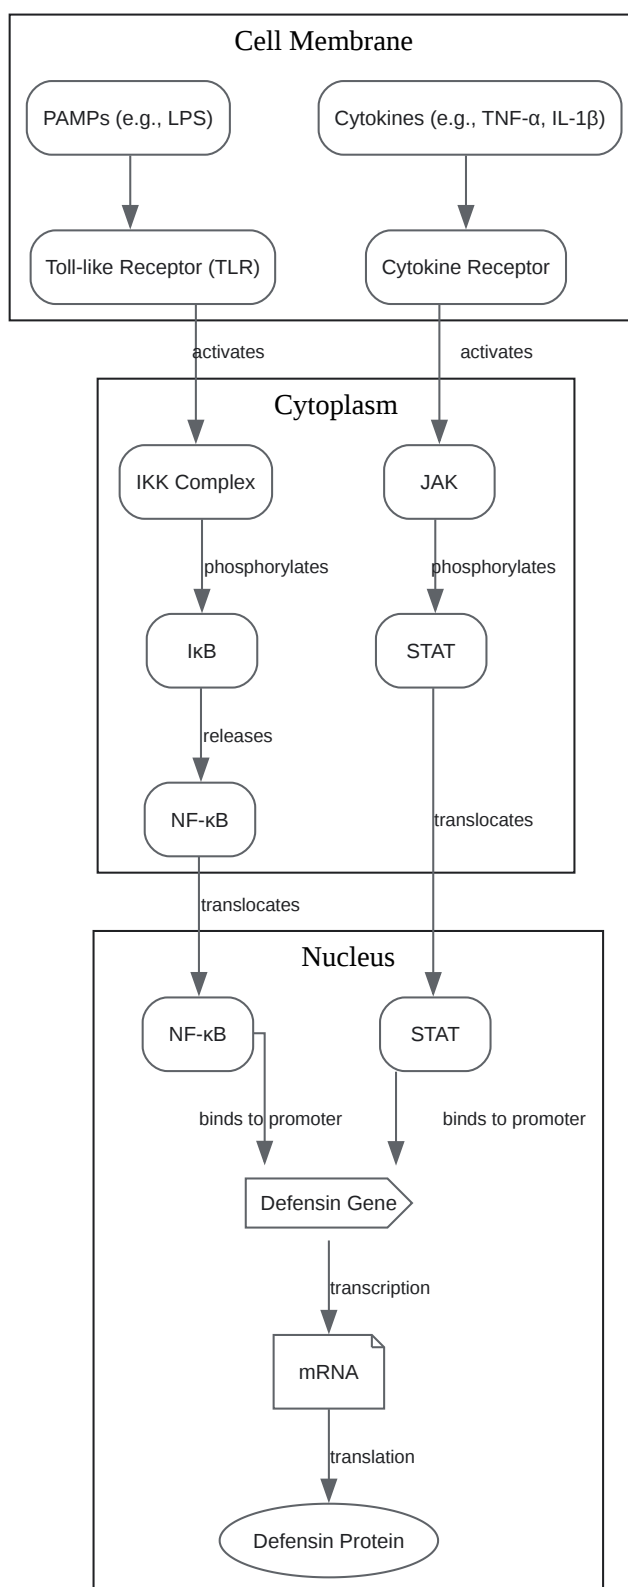 Cell Membrane
PAMPs (e.g., LPS)
Cytokines (e.g., TNF-α, IL-1β)
Toll-like Receptor (TLR)
Cytokine Receptor
activates
activates
Cytoplasm
IKK Complex
JAK
phosphorylates
phosphorylates
IκB
STAT
releases
NF-κB
translocates
translocates
Nucleus
NF-κB
STAT
binds to promoter
binds to promoter
Defensin Gene
transcription
mRNA
translation
Defensin Protein